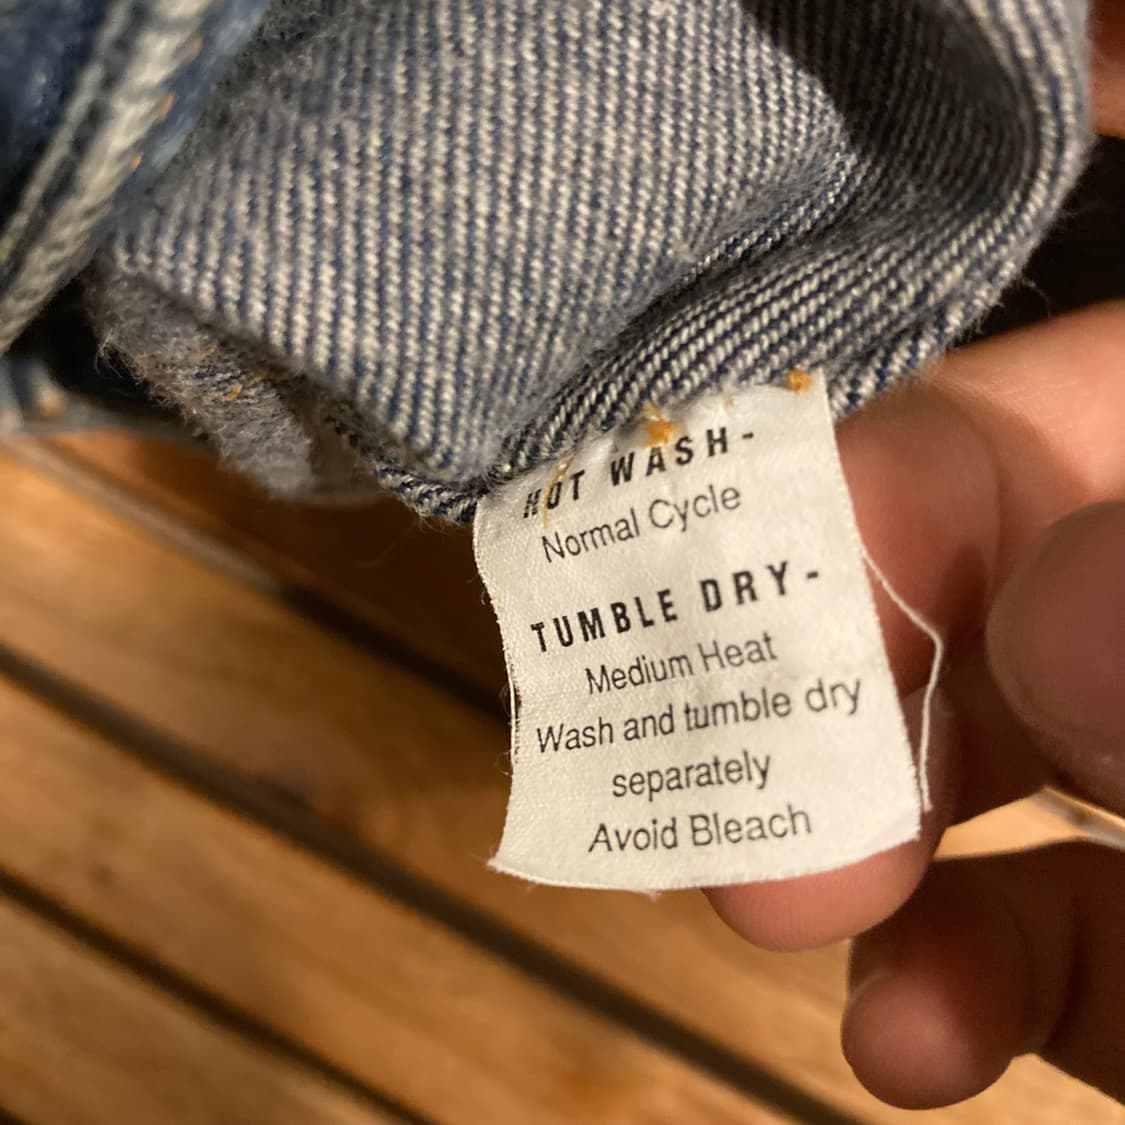 HOT WASH-
Normal Cycle
TUMBLE DRY-
Medium Heat
Wash and tumble dry
separately
Avoid Bleach